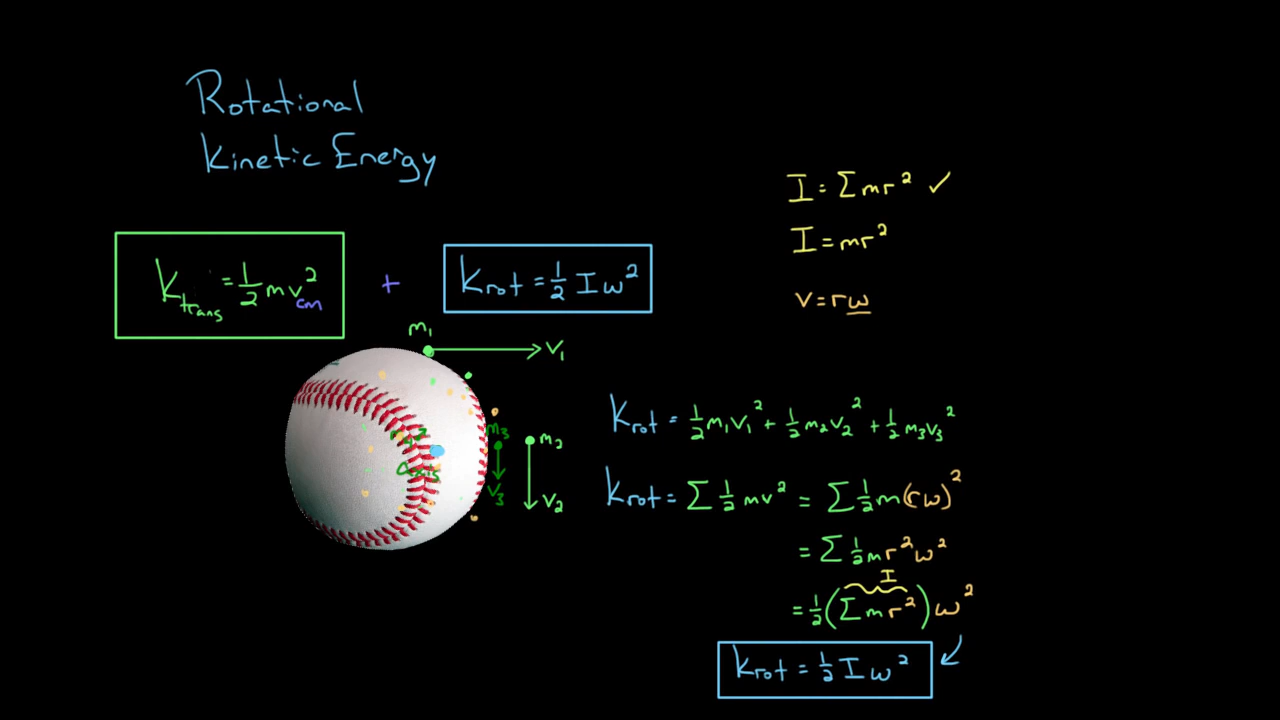 Rotational
Kinetic Energy
I = Σmr² ✓
I = mr²
K_trans = ½mv_cm² + K_rot = ½Iω²
v = rω
m₁
v₁
K_rot = ½m₁v₁² + ½m₂v₂² + ½m₃v₃²
m₃
m₂
axis
v₃
v₂
K_rot = Σ½mv² = Σ½m(rω)²
= Σ½mr²ω²
I
= ½(Σmr²)ω²
K_rot = ½Iω²